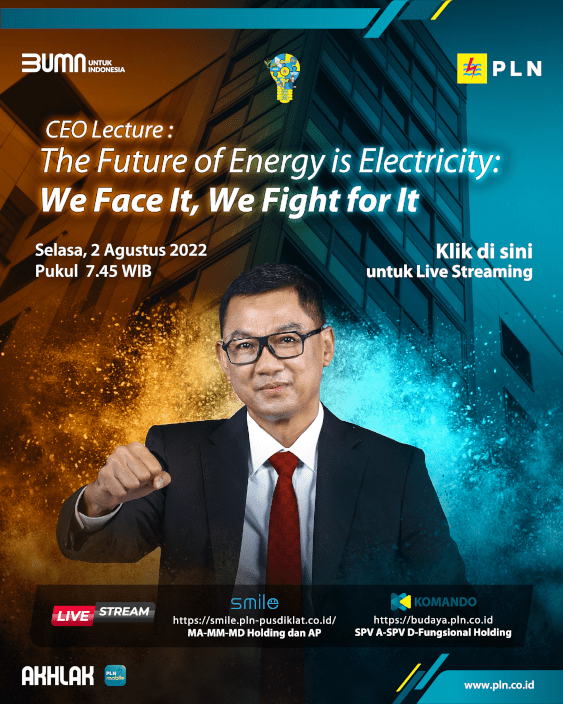 BUMN UNTUK
INDONESIA
PLN
CEO Lecture :
The Future of Energy is Electricity:
We Face It, We Fight for It
Selasa, 2 Agustus 2022
Pukul 7.45 WIB
Klik di sini
untuk Live Streaming
LIVE STREAM
smile
https://smile.pln-pusdiklat.co.id/
MA-MM-MD Holding dan AP
KOMANDO
https://budaya.pln.co.id
SPV A-SPV D-Fungsional Holding
AKHLAK
PLN
mobile
www.pln.co.id